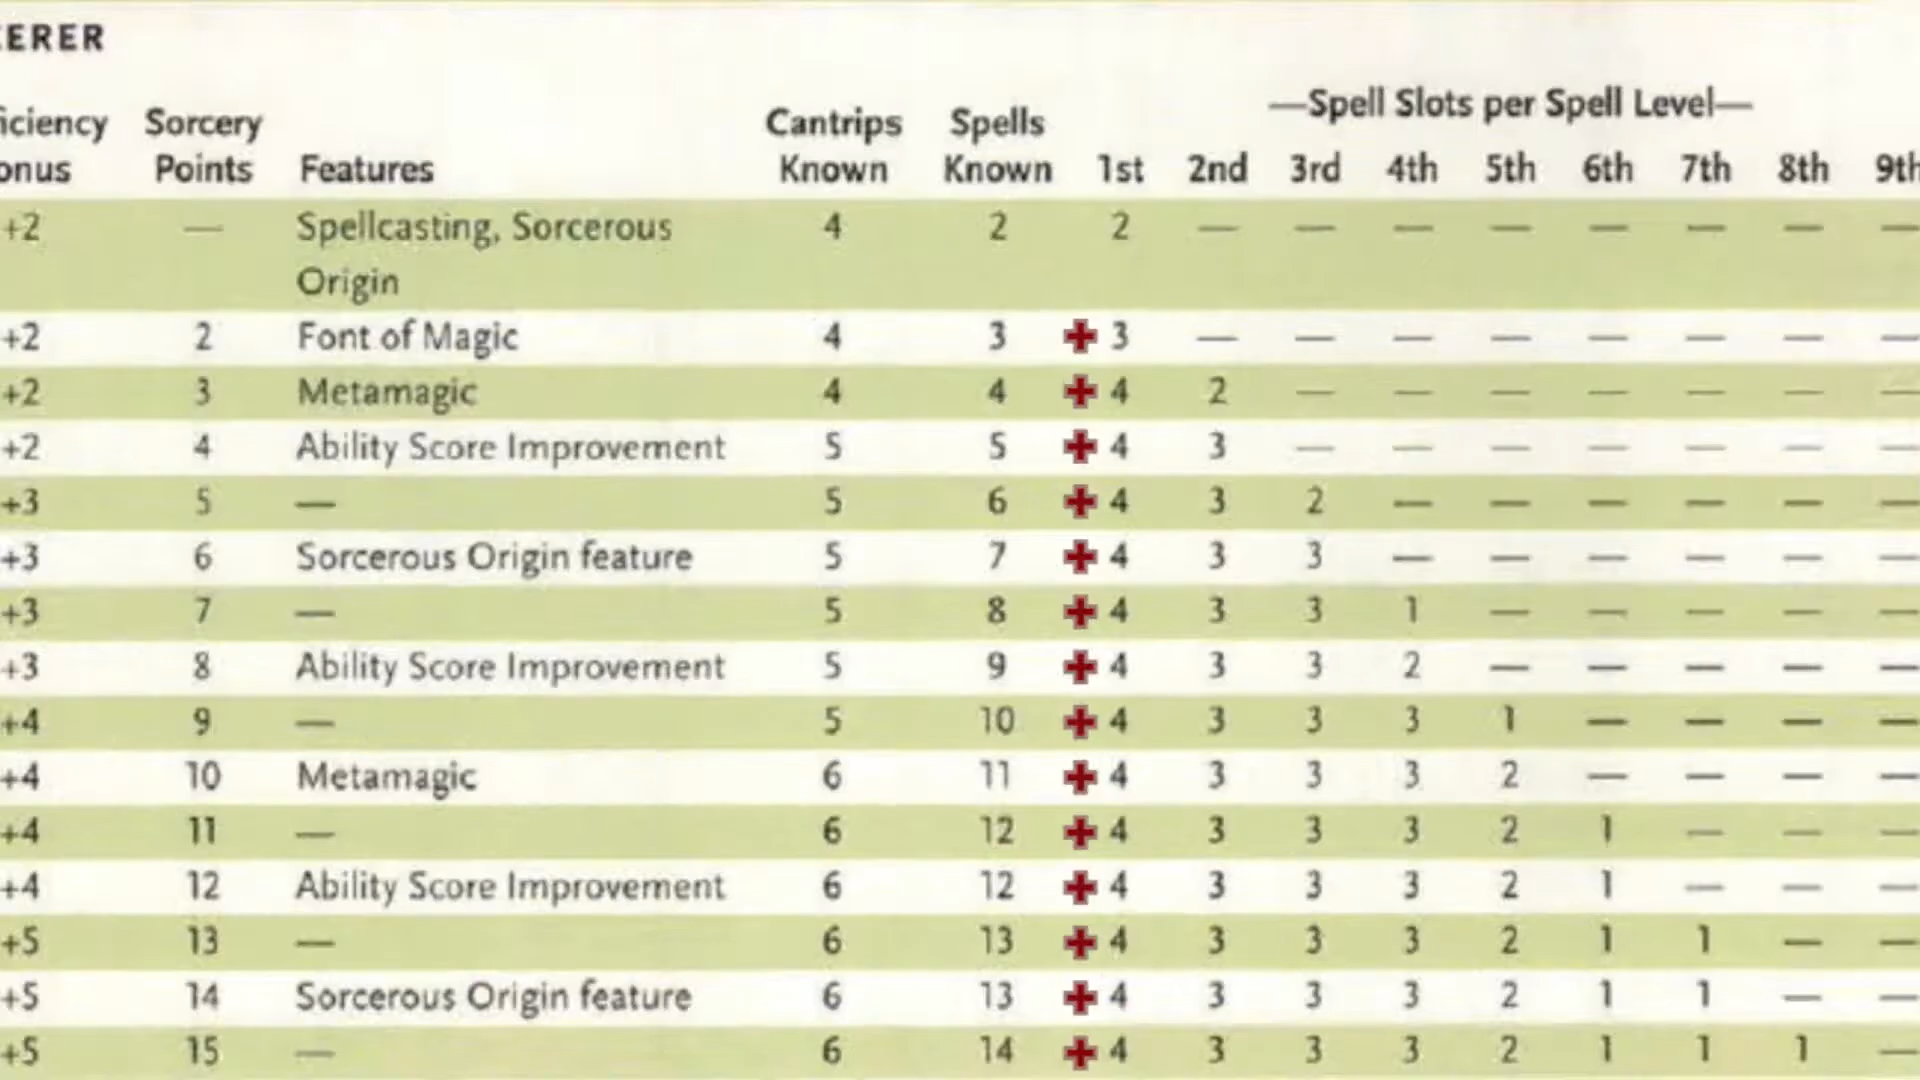 ERER
—Spell Slots per Spell Level—
iciency Sorcery Cantrips Spells
onus Points Features Known Known 1st 2nd 3rd 4th 5th 6th 7th 8th 9th
+2 — Spellcasting, Sorcerous 4 2 2 — — — — — — — —
Origin
+2 2 Font of Magic 4 3 + 3 — — — — — — — —
+2 3 Metamagic 4 4 + 4 2 — — — — — — —
+2 4 Ability Score Improvement 5 5 + 4 3 — — — — — — —
+3 5 — 5 6 + 4 3 2 — — — — — —
+3 6 Sorcerous Origin feature 5 7 + 4 3 3 — — — — — —
+3 7 — 5 8 + 4 3 3 1 — — — — —
+3 8 Ability Score Improvement 5 9 + 4 3 3 2 — — — — —
+4 9 — 5 10 + 4 3 3 3 1 — — — —
+4 10 Metamagic 6 11 + 4 3 3 3 2 — — — —
+4 11 — 6 12 + 4 3 3 3 2 1 — — —
+4 12 Ability Score Improvement 6 12 + 4 3 3 3 2 1 — — —
+5 13 — 6 13 + 4 3 3 3 2 1 1 — —
+5 14 Sorcerous Origin feature 6 13 + 4 3 3 3 2 1 1 — —
+5 15 — 6 14 + 4 3 3 3 2 1 1 1 —